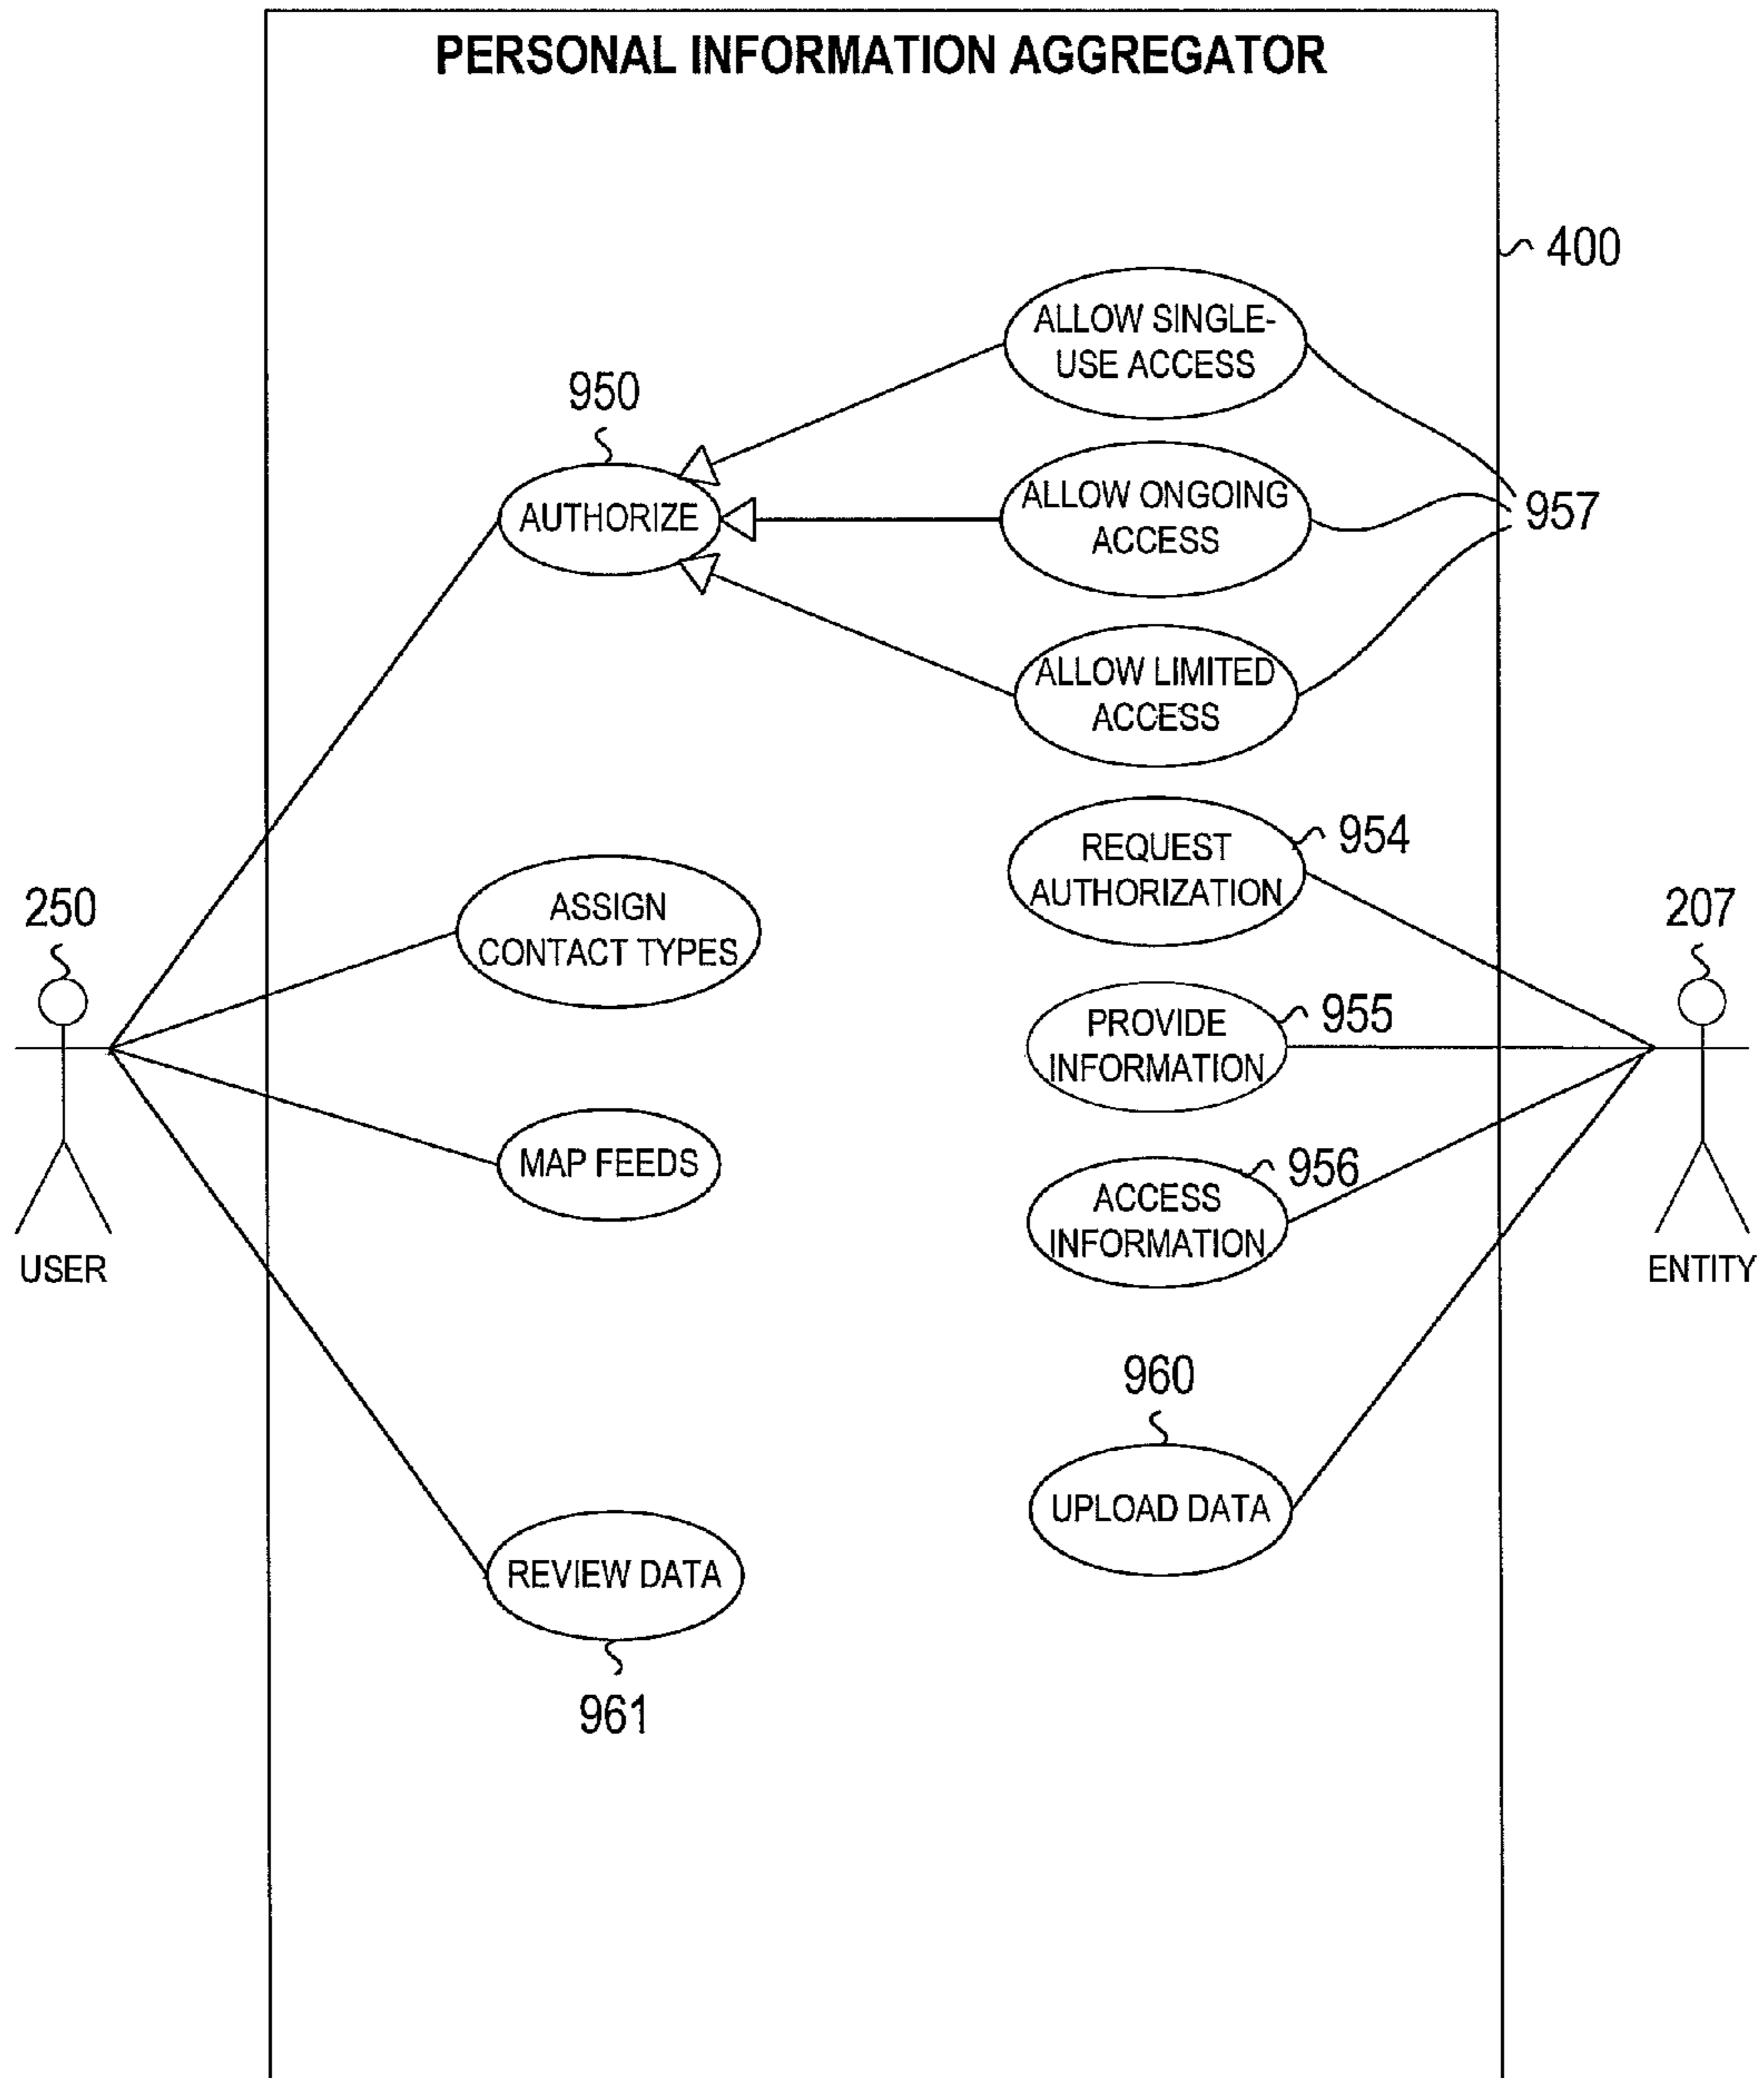 PERSONAL INFORMATION AGGREGATOR
400
ALLOW SINGLE-
USE ACCESS
950
AUTHORIZE
ALLOW ONGOING
ACCESS
957
ALLOW LIMITED
ACCESS
REQUEST
AUTHORIZATION
954
ASSIGN
CONTACT TYPES
250
USER
207
ENTITY
PROVIDE
INFORMATION
955
MAP FEEDS
ACCESS
INFORMATION
956
960
UPLOAD DATA
REVIEW DATA
961